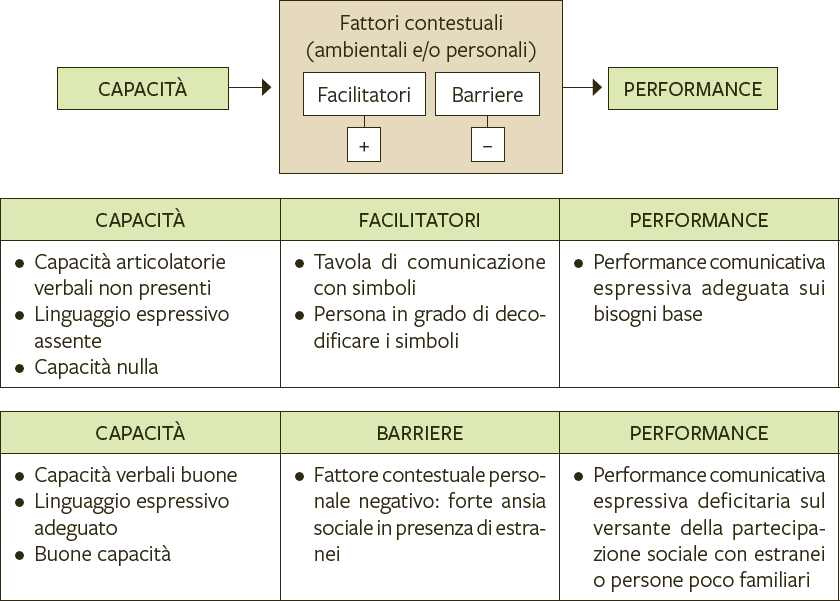 Fattori contestuali
(ambientali e/o personali)
CAPACITÀ
Facilitatori
Barriere
PERFORMANCE
+
–
CAPACITÀ
FACILITATORI
PERFORMANCE
● Capacità articolatorie
verbali non presenti
● Linguaggio espressivo
assente
● Capacità nulla
● Tavola di comunicazione
con simboli
● Persona in grado di deco-
dificare i simboli
● Performance comunicativa
espressiva adeguata sui
bisogni base
CAPACITÀ
BARRIERE
PERFORMANCE
● Capacità verbali buone
● Linguaggio espressivo
adeguato
● Buone capacità
● Fattore contestuale perso-
nale negativo: forte ansia
sociale in presenza di estra-
nei
● Performance comunicativa
espressiva deficitaria sul
versante della partecipa-
zione sociale con estranei
o persone poco familiari